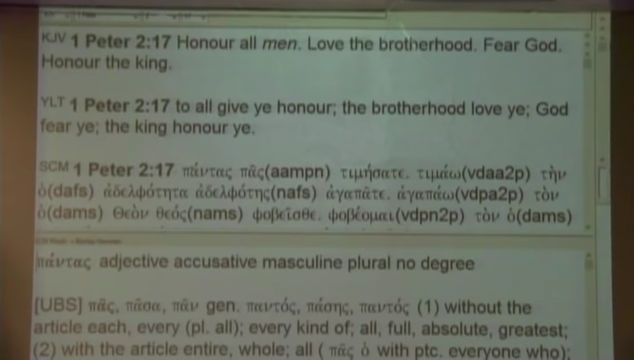 KJV 1 Peter 2:17 Honour all men. Love the brotherhood. Fear God.
Honour the king.
YLT 1 Peter 2:17 to all give ye honour; the brotherhood love ye; God
fear ye; the king honour ye.
SCM 1 Peter 2:17 πάντας πᾶς(aampn) τιμήσατε. τιμάω(vdaa2p) τὴν
ὁ(dafs) ἀδελφότητα ἀδελφότης(nafs) ἀγαπᾶτε. ἀγαπάω(vdpa2p) τὸν
ὁ(dams) Θεὸν θεός(nams) φοβεῖσθε. φοβέομαι(vdpn2p) τὸν ὁ(dams)
πάντας adjective accusative masculine plural no degree
[UBS] πᾶς, πᾶσα, πᾶν gen. παντός, πάσης, παντός (1) without the
article each, every (pl. all); every kind of; all, full, absolute, greatest;
(2) with the article entire, whole; all ( πᾶς ὁ with ptc. everyone who);